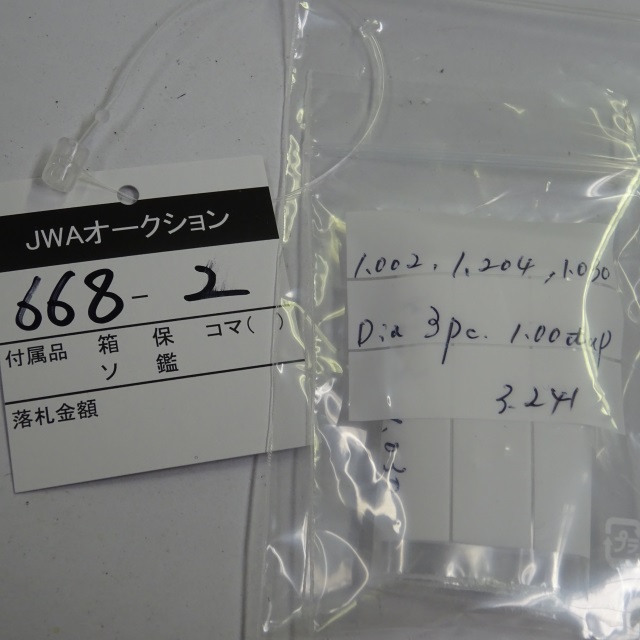 JWAオークション
668-2
付属品 箱 保 コマ( )
ソ 鑑
落札金額
1.002, 1.204, 1.030
Dia 3pc. 1.00ct up
3.241